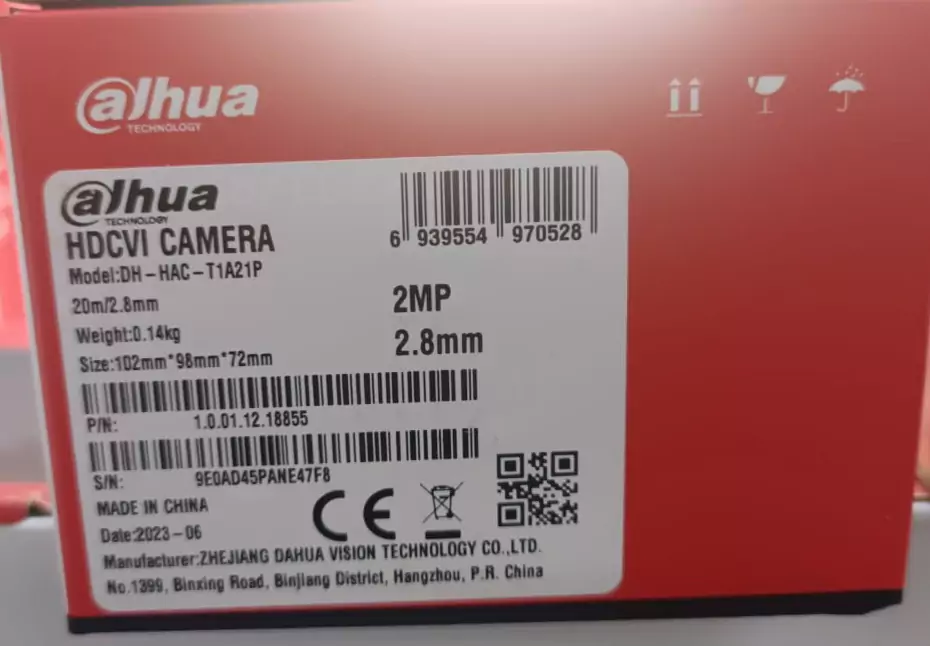 alhua
TECHNOLOGY
alhua
TECHNOLOGY
HDCVI CAMERA
Model:DH-HAC-T1A21P
20m/2.8mm
Weight:0.14kg
Size:102mm*98mm*72mm
6 939554 970528
2MP
2.8mm
P/N: 1.0.01.12.18855
S/N: 9E0AD45PANE47F8
MADE IN CHINA
Date:2023-06
CE
Manufacturer:ZHEJIANG DAHUA VISION TECHNOLOGY CO.,LTD.
No.1399, Binxing Road, Binjiang District, Hangzhou, P.R. China